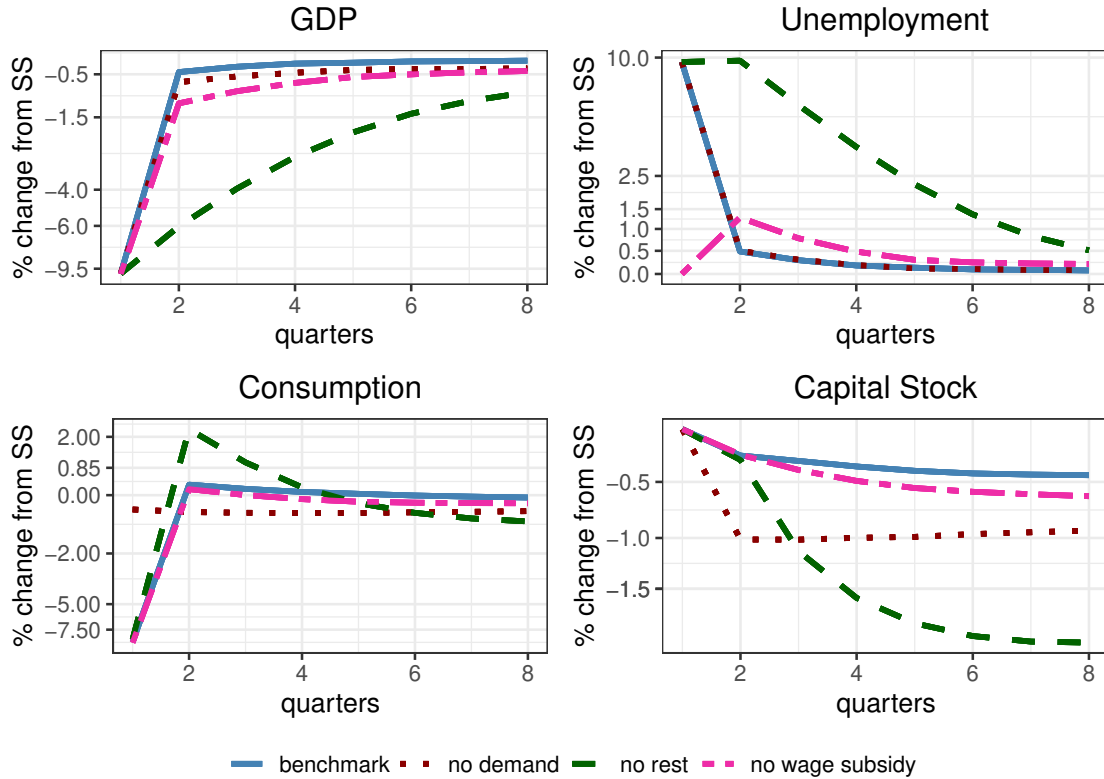 GDP
% change from SS
−0.5
−1.5
−4.0
−6.0
−9.5
2 4 6 8
quarters
Unemployment
% change from SS
10.0
2.5
1.5
1.0
0.5
0.0
2 4 6 8
quarters
Consumption
% change from SS
2.00
0.85
0.00
−2.00
−5.00
−7.50
2 4 6 8
quarters
Capital Stock
% change from SS
−0.5
−1.0
−1.5
2 4 6 8
quarters
benchmark no demand no rest no wage subsidy